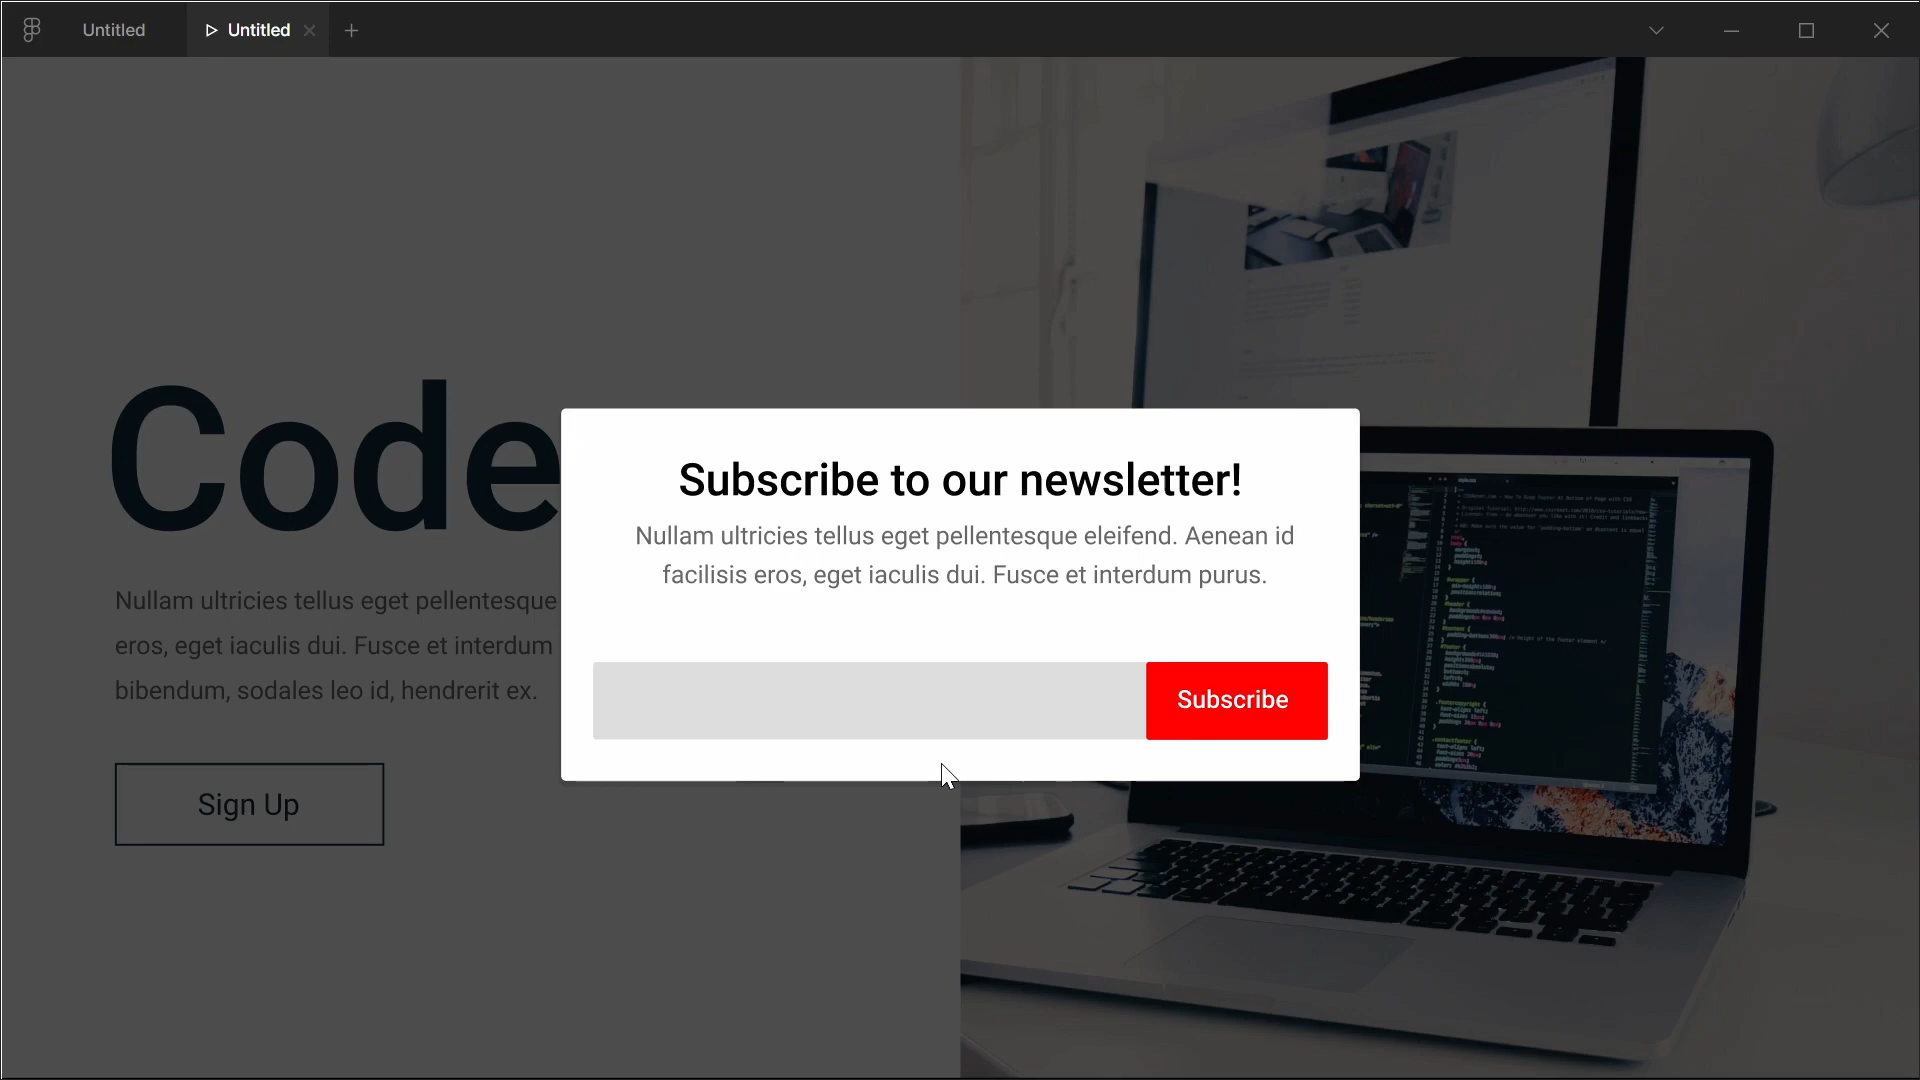 Untitled
Untitled
Code
Subscribe to our newsletter!
Nullam ultricies tellus eget pellentesque eleifend. Aenean id
facilisis eros, eget iaculis dui. Fusce et interdum purus.
Nullam ultricies tellus eget pellentesque
eros, eget iaculis dui. Fusce et interdum
bibendum, sodales leo id, hendrerit ex.
Subscribe
Sign Up